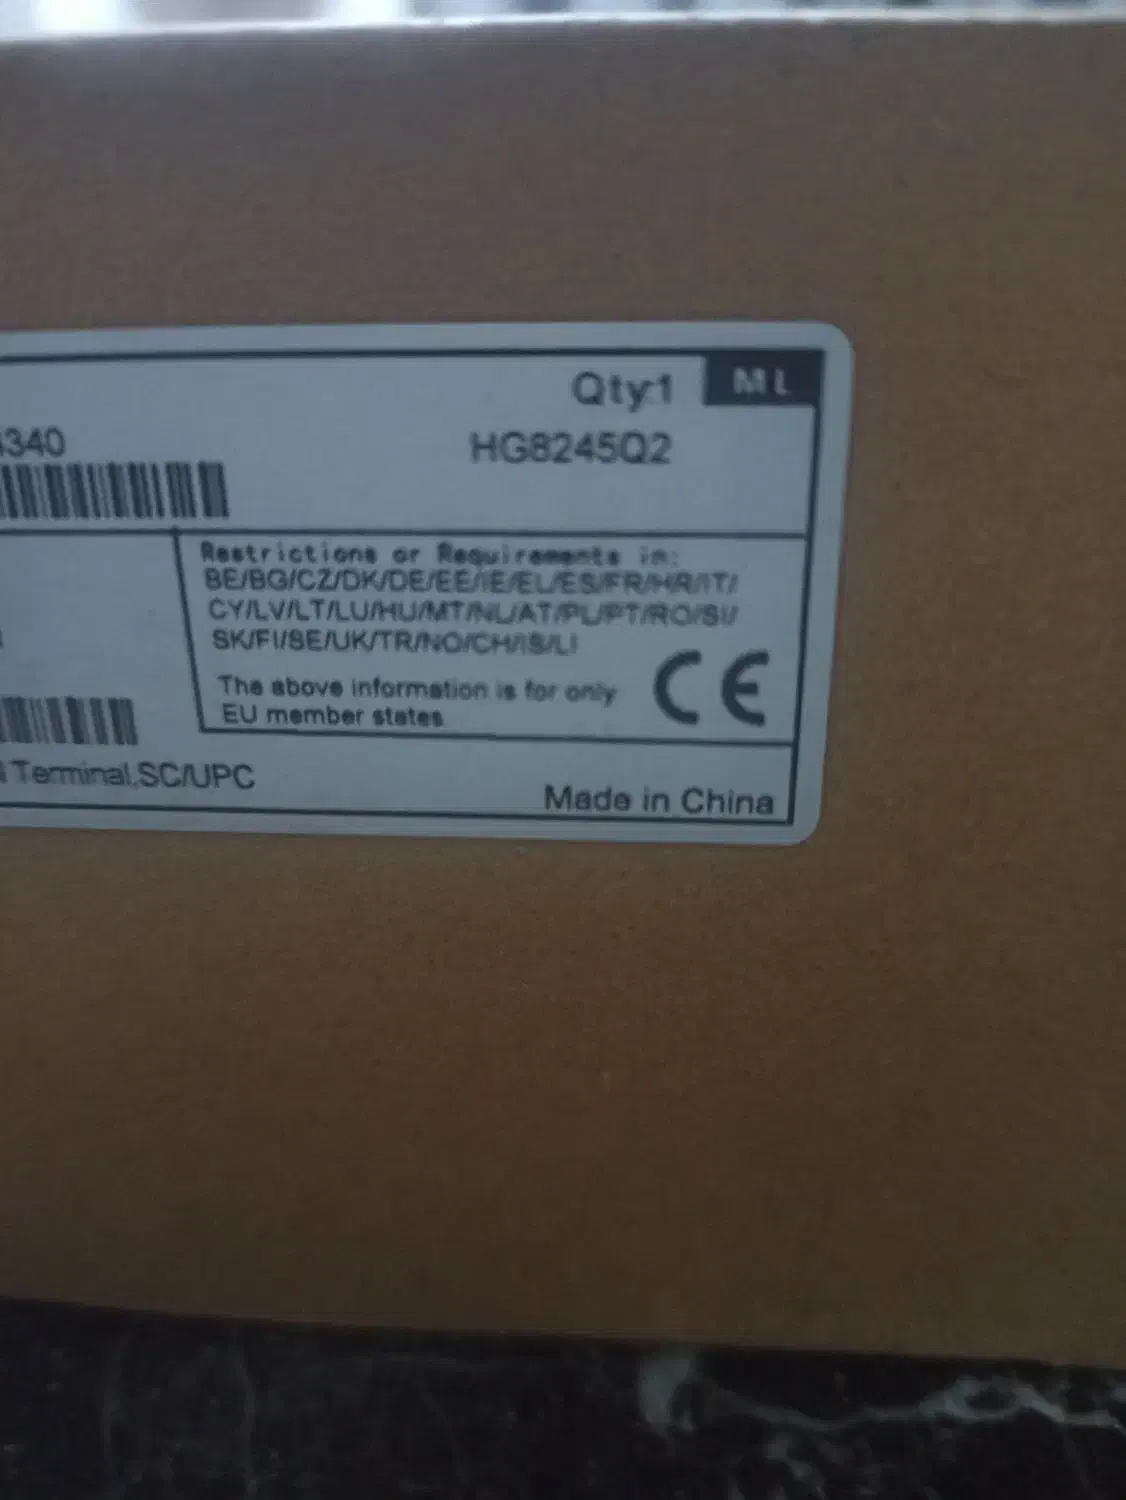 Qty:1
ML
340
HG8245Q2
Restrictions or Requirements in:
BE/BG/CZ/DK/DE/EE/IE/EL/ES/FR/HR/IT/
CY/LV/LT/LU/HU/MT/NL/AT/PL/PT/RO/SI/
SK/FI/SE/UK/TR/NO/CH/IS/LI
The above information is for only
EU member states
CE
Terminal,SC/UPC
Made in China